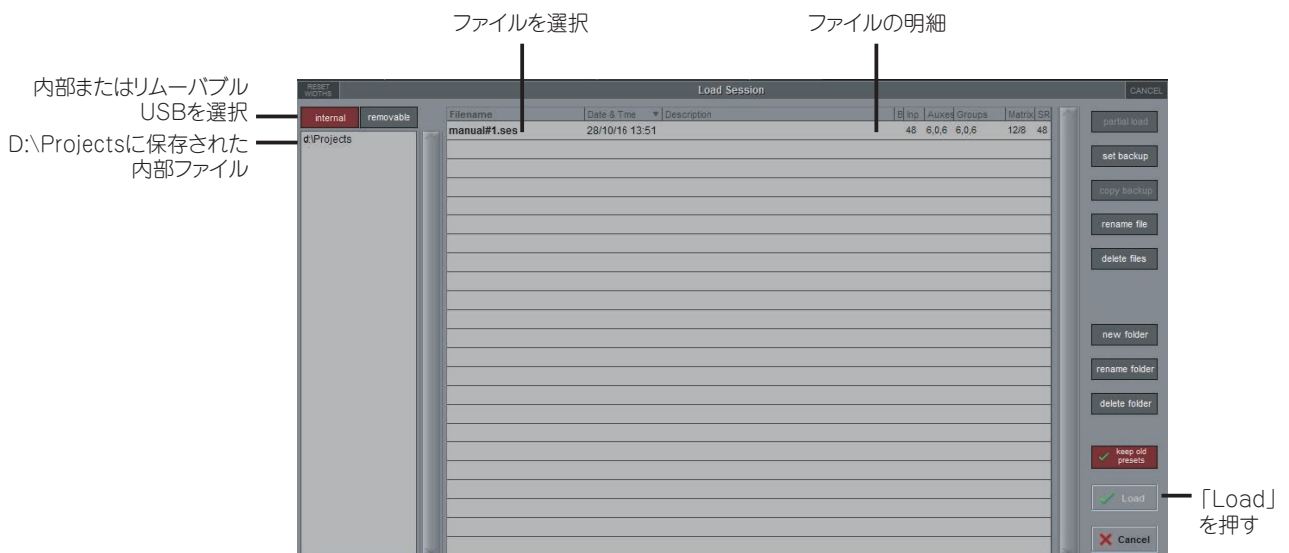 ファイルを選択
ファイルの明細
内部またはリムーバブル
USBを選択
D:\Projectsに保存された
内部ファイル
RESET
WIDTHS
Load Session
CANCEL
internal
removable
d:\Projects
Filename
Date & Time ▼
Description
B
Inp
Auxes
Groups
Matrix
SR
manual#1.ses
28/10/16 13:51
48
6,0,6
6,0,6
12/8
48
partial load
set backup
copy backup
rename file
delete files
new folder
rename folder
delete folder
keep old
presets
Load
Cancel
「Load」
を押す